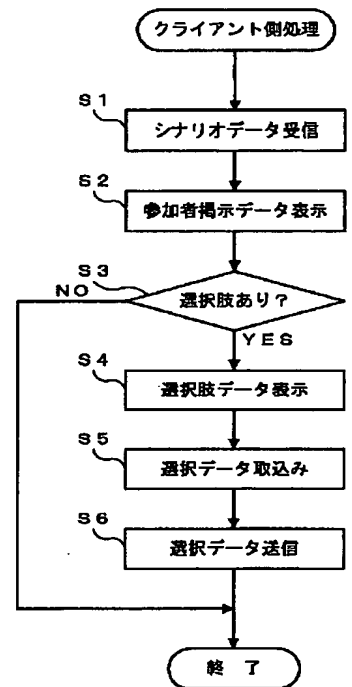 クライアント側処理
S1
シナリオデータ受信
S2
参加者掲示データ表示
S3
NO
選択肢あり?
YES
S4
選択肢データ表示
S5
選択データ取込み
S6
選択データ送信
終 了